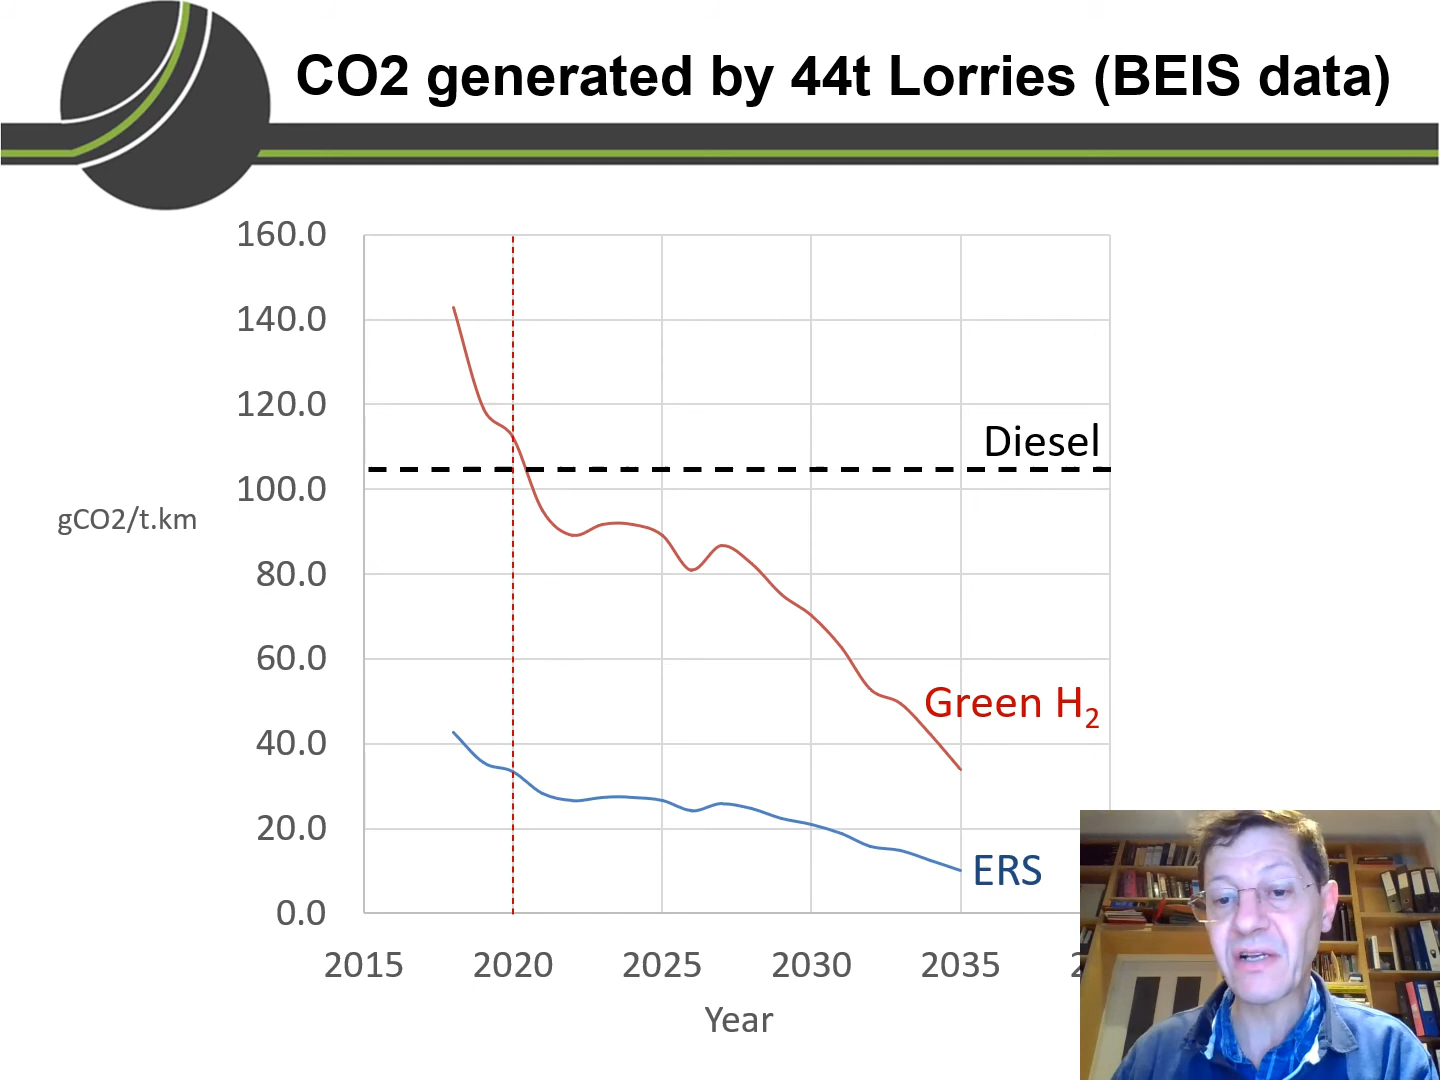 CO2 generated by 44t Lorries (BEIS data)
160.0
140.0
120.0
Diesel
100.0
gCO2/t.km
80.0
60.0
Green H₂
40.0
20.0
ERS
0.0
2015 2020 2025 2030 2035 2
Year